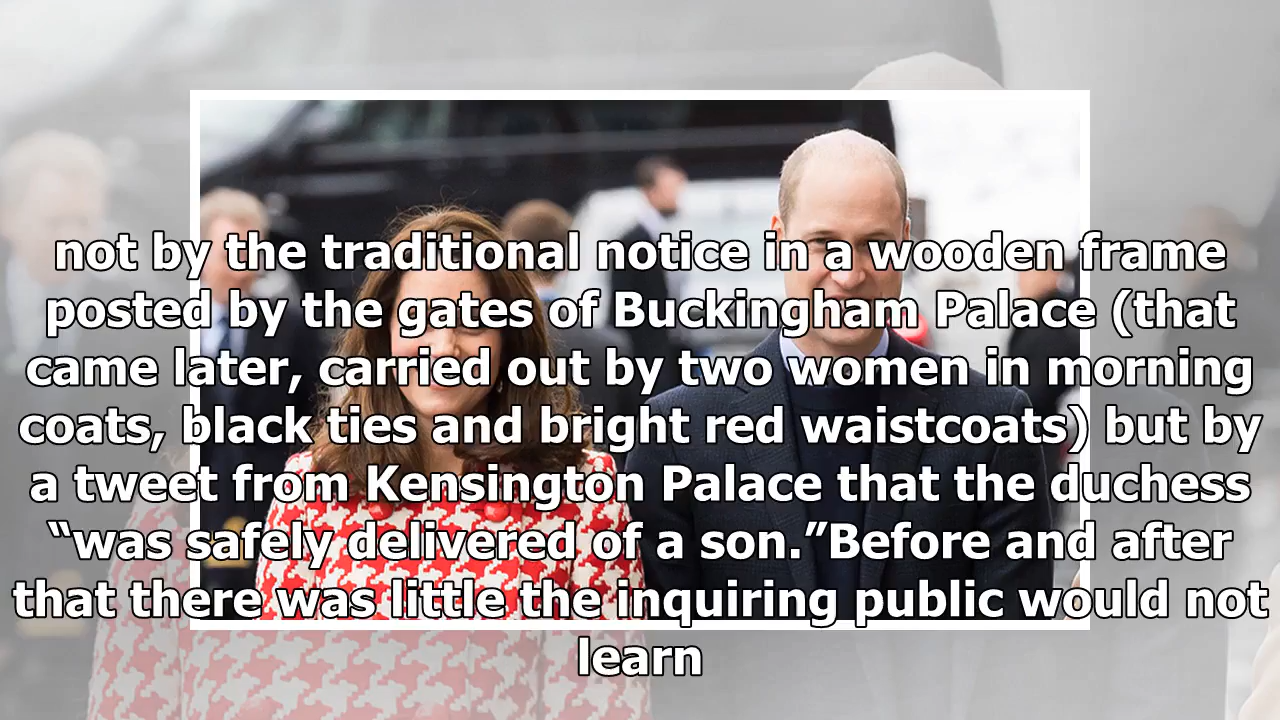 not by the traditional notice in a wooden frame
posted by the gates of Buckingham Palace (that
came later, carried out by two women in morning
coats, black ties and bright red waistcoats) but by
a tweet from Kensington Palace that the duchess
“was safely delivered of a son.”Before and after
that there was little the inquiring public would not
learn